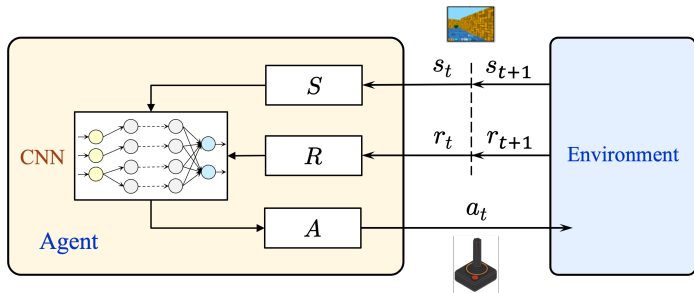 s_t
s_{t+1}
S
CNN
r_t
r_{t+1}
R
Environment
a_t
A
Agent